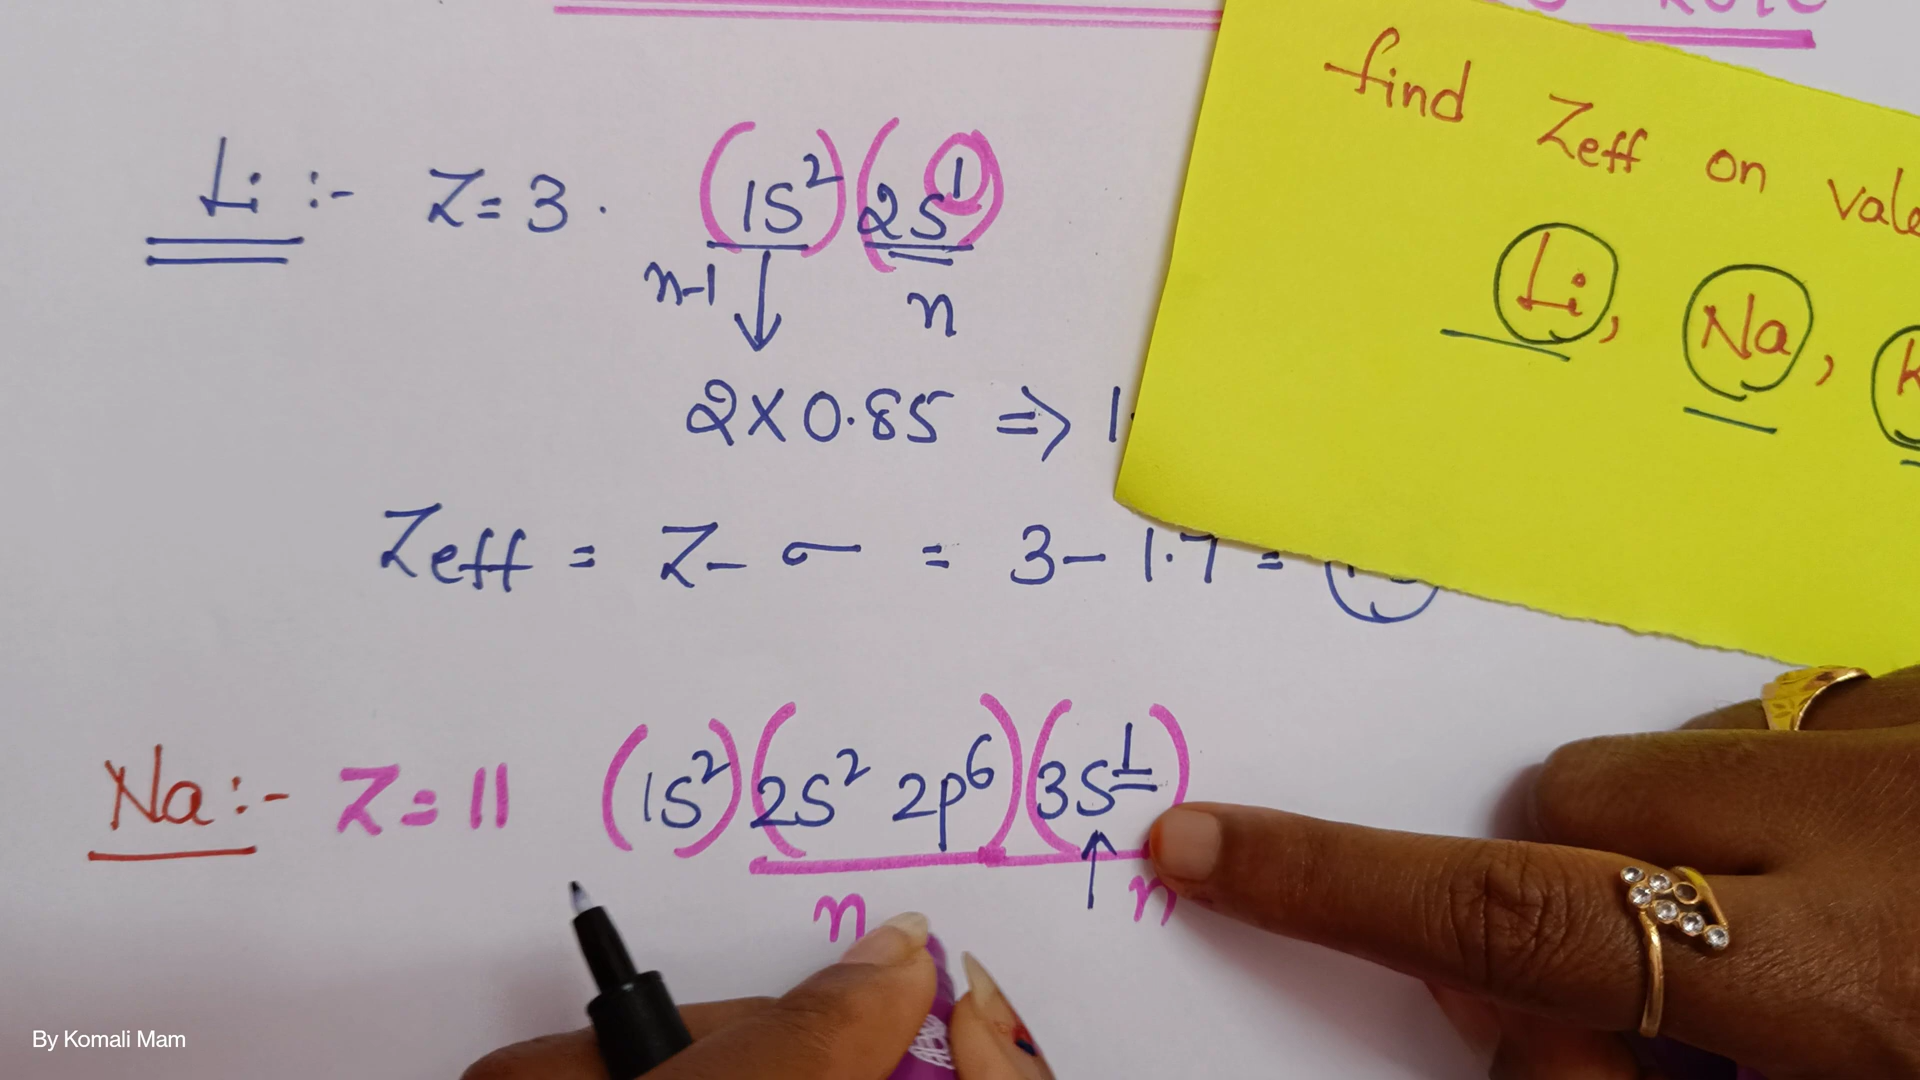 find Zeff on
Li, Na,
Li :- Z = 3. (1S² )(2S¹)
n-1 n
2 X 0.85 ⇒ 1.
Zeff = Z - σ = 3 - 1.7 =
Na :- Z = 11 (1S²)(2S² 2p⁶)(3S¹)
n n
By Komali Mam